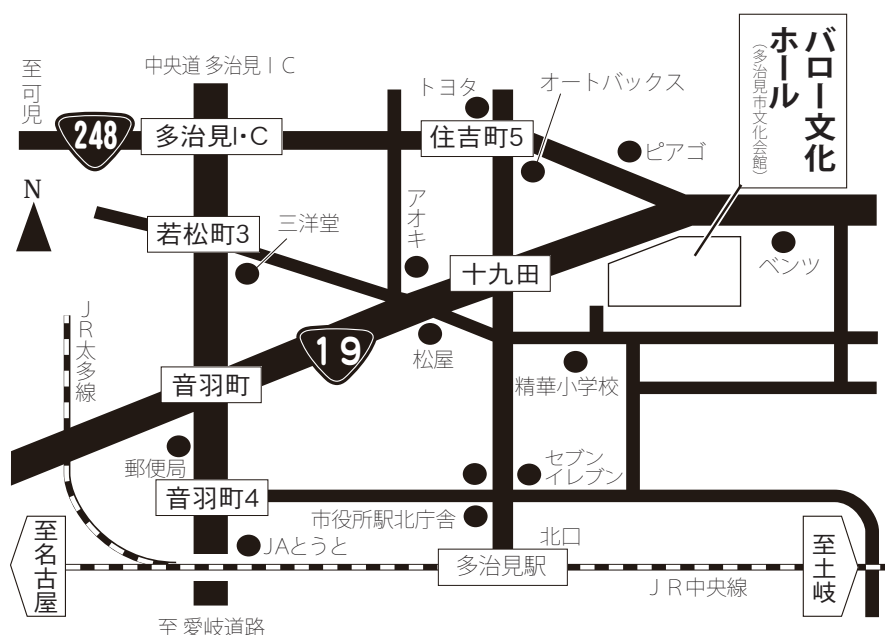 至 可児
中央道 多治見ＩＣ
248
多治見I・C
トヨタ
住吉町5
オートバックス
ピアゴ
バロー文化
ホール
（多治見市文化会館）
N
若松町3
三洋堂
アオキ
十九田
ベンツ
ＪＲ太多線
19
松屋
音羽町
精華小学校
郵便局
セブン
イレブン
音羽町4
市役所駅北庁舎
北口
至名古屋
JAとうと
多治見駅
ＪＲ中央線
至土岐
至 愛岐道路